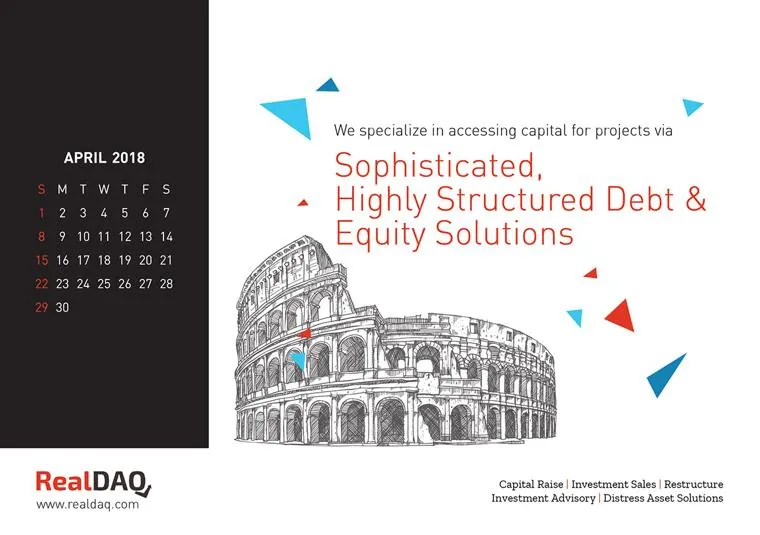 APRIL 2018
S M T W T F S
1 2 3 4 5 6 7
8 9 10 11 12 13 14
15 16 17 18 19 20 21
22 23 24 25 26 27 28
29 30
We specialize in accessing capital for projects via
Sophisticated,
Highly Structured Debt &
Equity Solutions
RealDAQ
www.realdaq.com
Capital Raise | Investment Sales | Restructure
Investment Advisory | Distress Asset Solutions